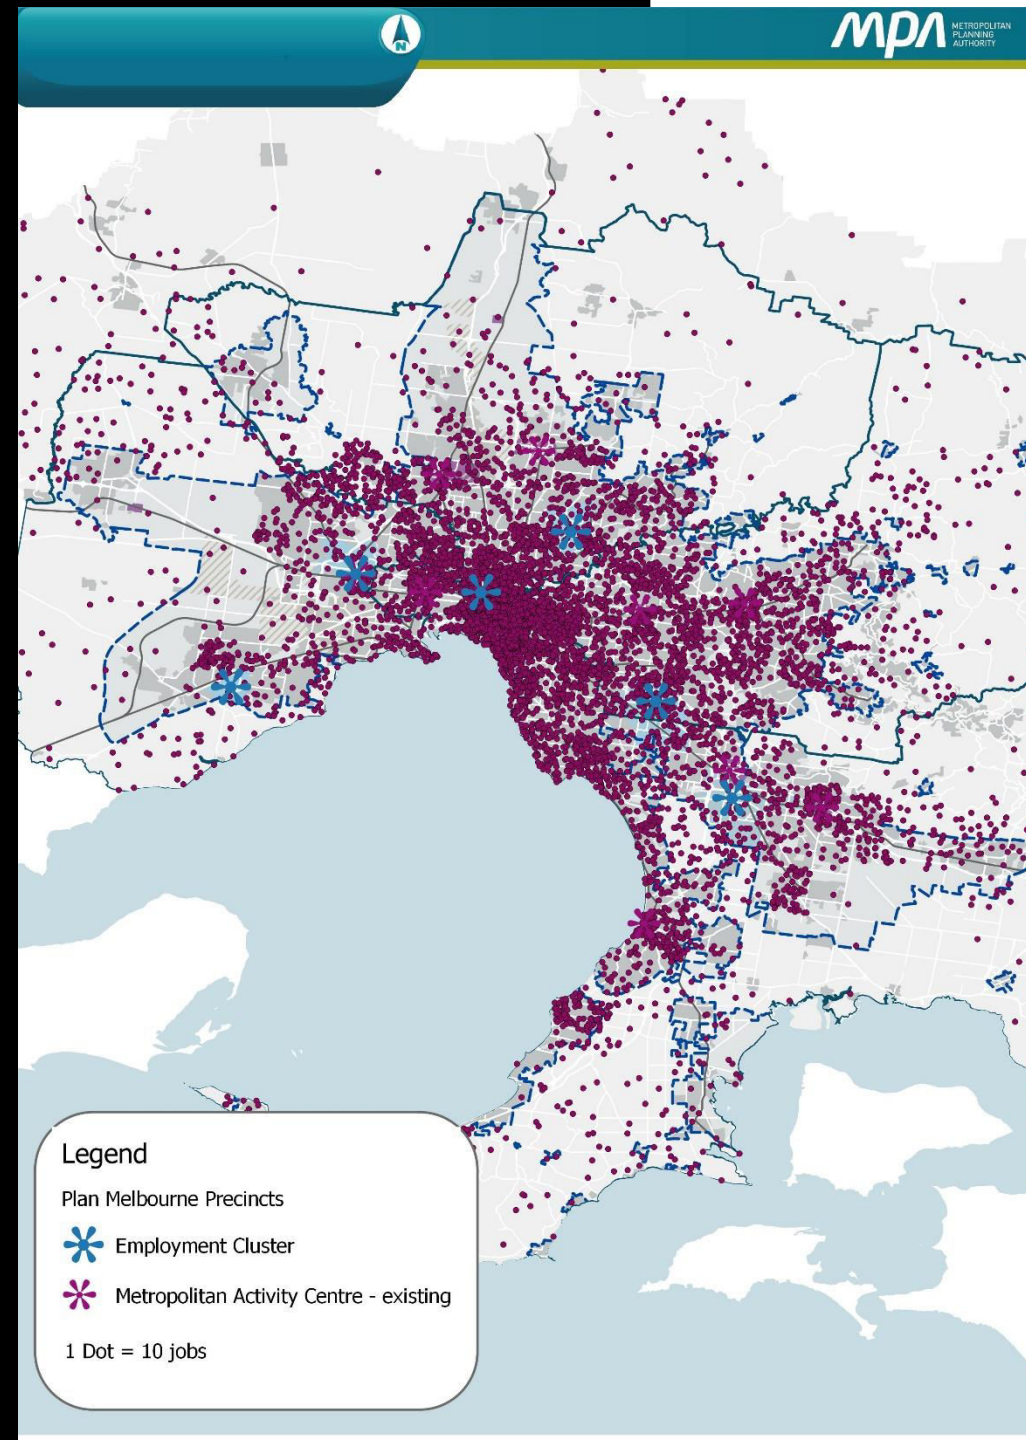 N
MPA
METROPOLITAN
PLANNING
AUTHORITY
Legend
Plan Melbourne Precincts
Employment Cluster
Metropolitan Activity Centre - existing
1 Dot = 10 jobs